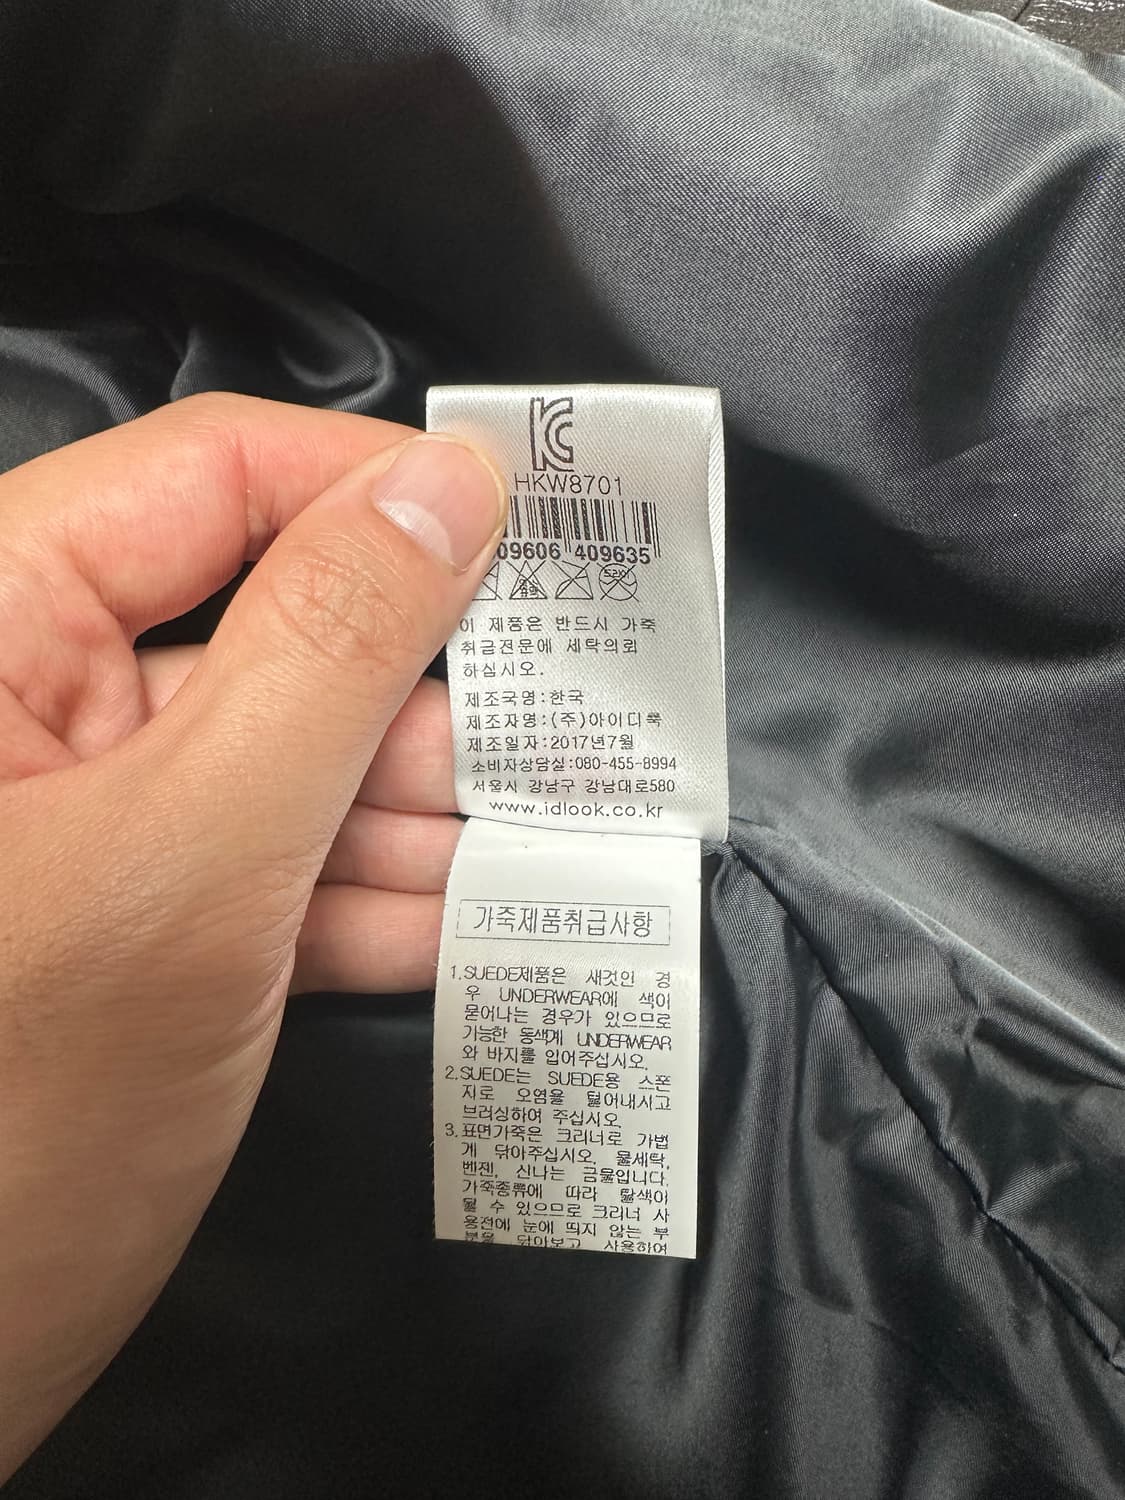 KC
HKW8701
09606 409635
이 제품은 반드시 가죽
취급전문에 세탁의뢰
하십시오.
제조국명:한국
제조자명:(주)아이디룩
제조일자:2017년7월
소비자상담실:080-455-8994
서울시 강남구 강남대로580
www.idlook.co.kr
가죽제품취급사항
1.SUEDE제품은 새것인 경
우 UNDERWEAR에 색이
묻어나는 경우가 있으므로
가능한 동색계 UNDERWEAR
와 바지를 입어주십시오.
2.SUEDE는 SUEDE용 스폰
지로 오염을 털어내시고
브러싱하여 주십시오.
3.표면가죽은 크리너로 가볍
게 닦아주십시오. 물세탁,
벤젠, 신나는 금물입니다.
가죽종류에 따라 탈색이
될 수 있으므로 크리너 사
용전에 눈에 띄지 않는 부
분을 닦아보고 사용하여